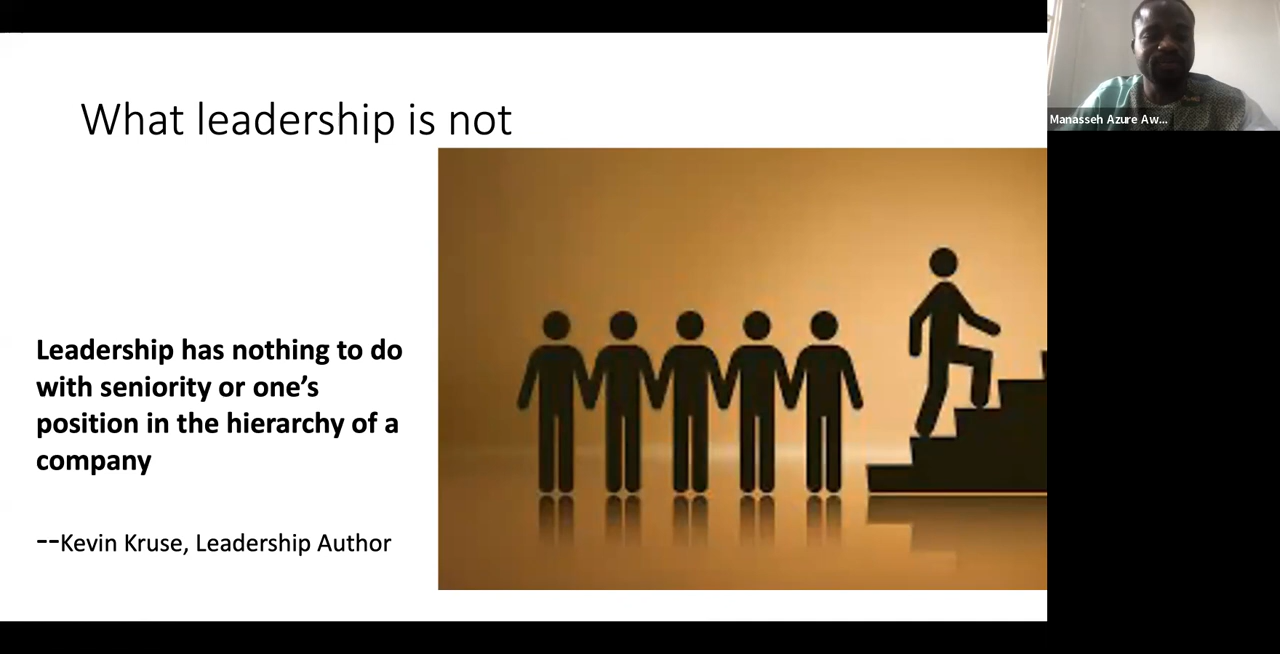 What leadership is not
Manasseh Azure Aw...
Leadership has nothing to do
with seniority or one’s
position in the hierarchy of a
company
--Kevin Kruse, Leadership Author